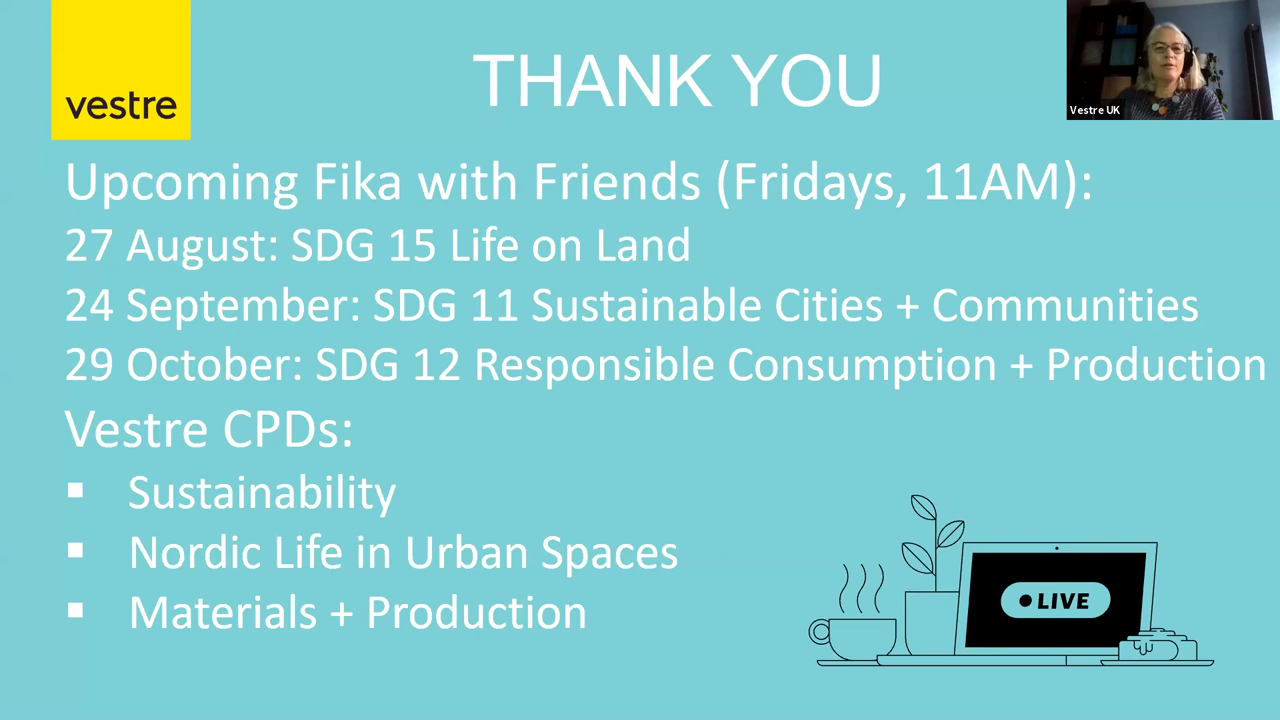 vestre
THANK YOU
Vestre UK
Upcoming Fika with Friends (Fridays, 11AM):
27 August: SDG 15 Life on Land
24 September: SDG 11 Sustainable Cities + Communities
29 October: SDG 12 Responsible Consumption + Production
Vestre CPDs:
▪ Sustainability
▪ Nordic Life in Urban Spaces
▪ Materials + Production
LIVE